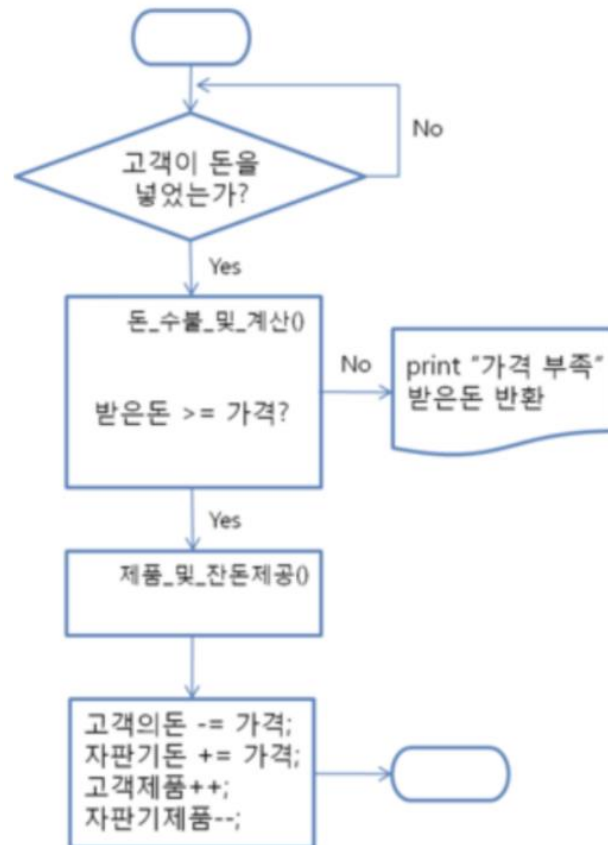 No
고객이 돈을
넣었는가?
Yes
돈_수불_및_계산()
받은돈 >= 가격?
No
print "가격 부족"
받은돈 반환
Yes
제품_및_잔돈제공()
고객의돈 -= 가격;
자판기돈 += 가격;
고객제품++;
자판기제품--;